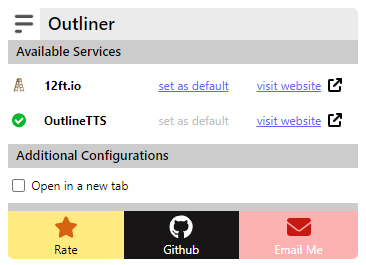 Outliner
Available Services
12ft.io set as default visit website
OutlineTTS set as default visit website
Additional Configurations
Open in a new tab
Rate Github Email Me